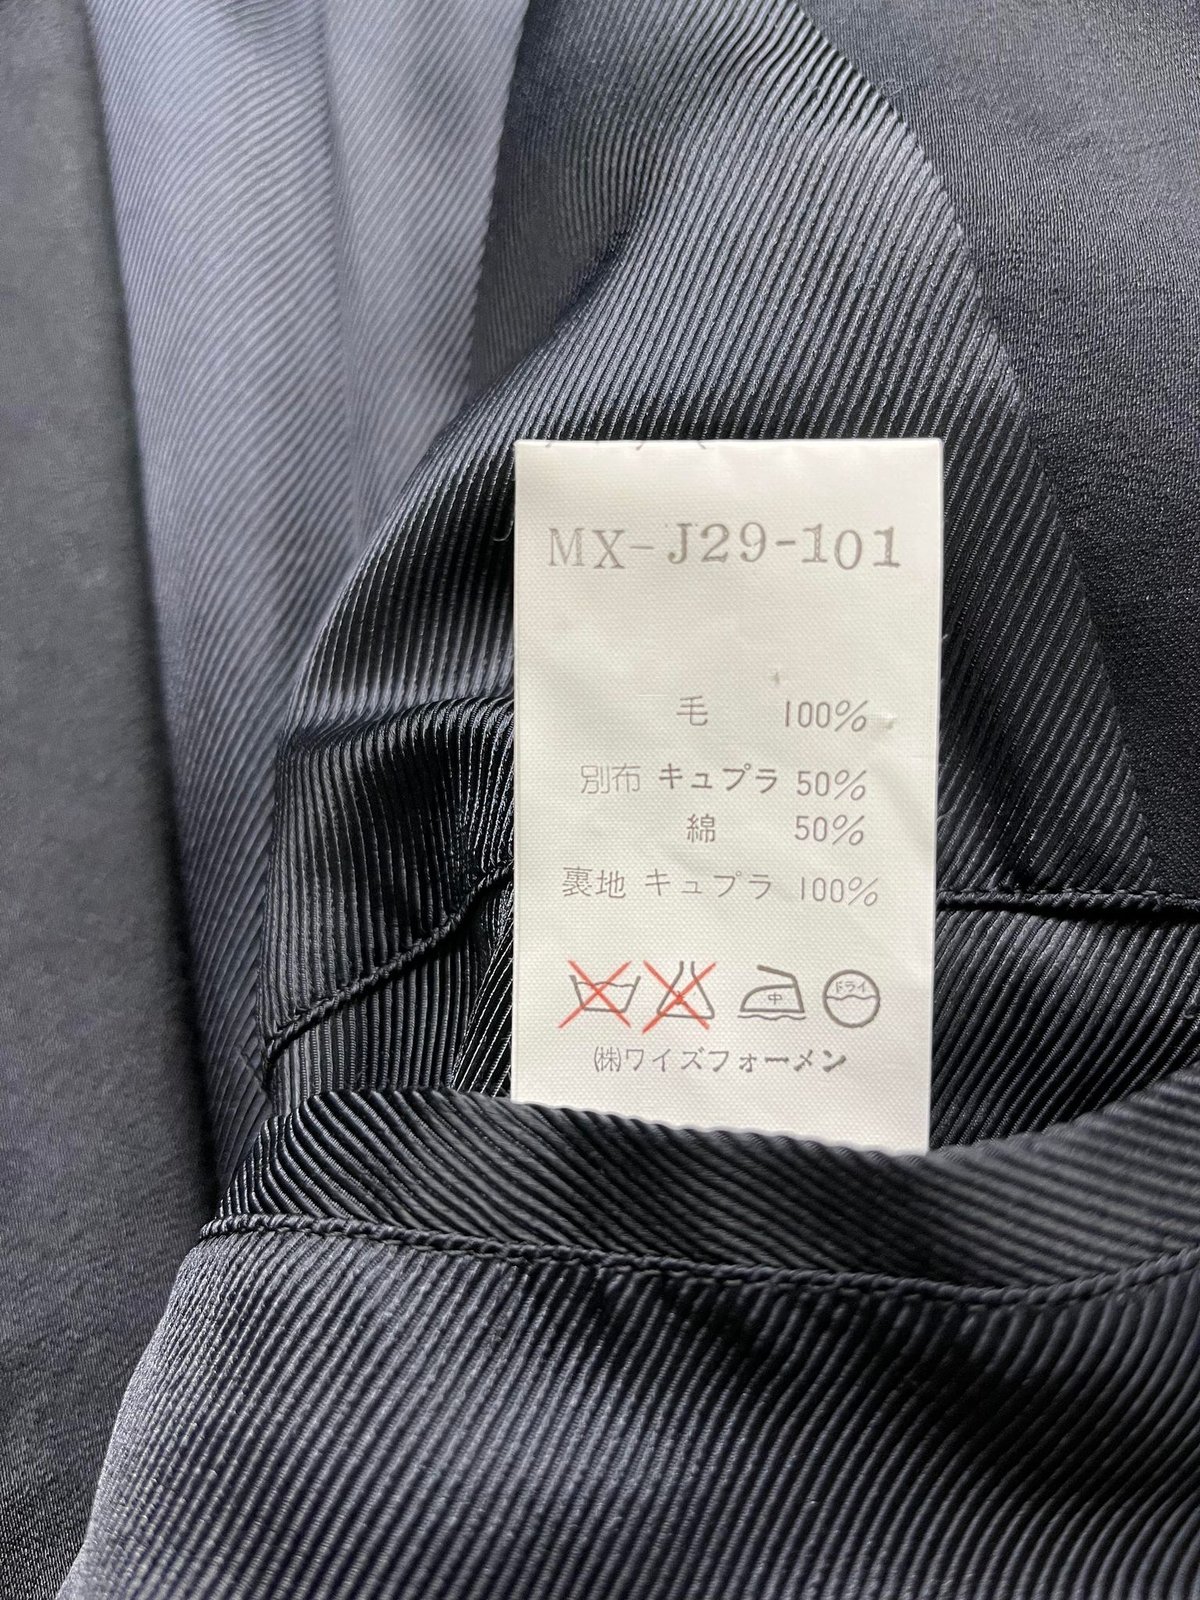 MX-J29-101
毛 100%
別布 キュプラ 50%
綿 50%
裏地 キュプラ 100%
中 ドライ
㈱ワイズフォーメン